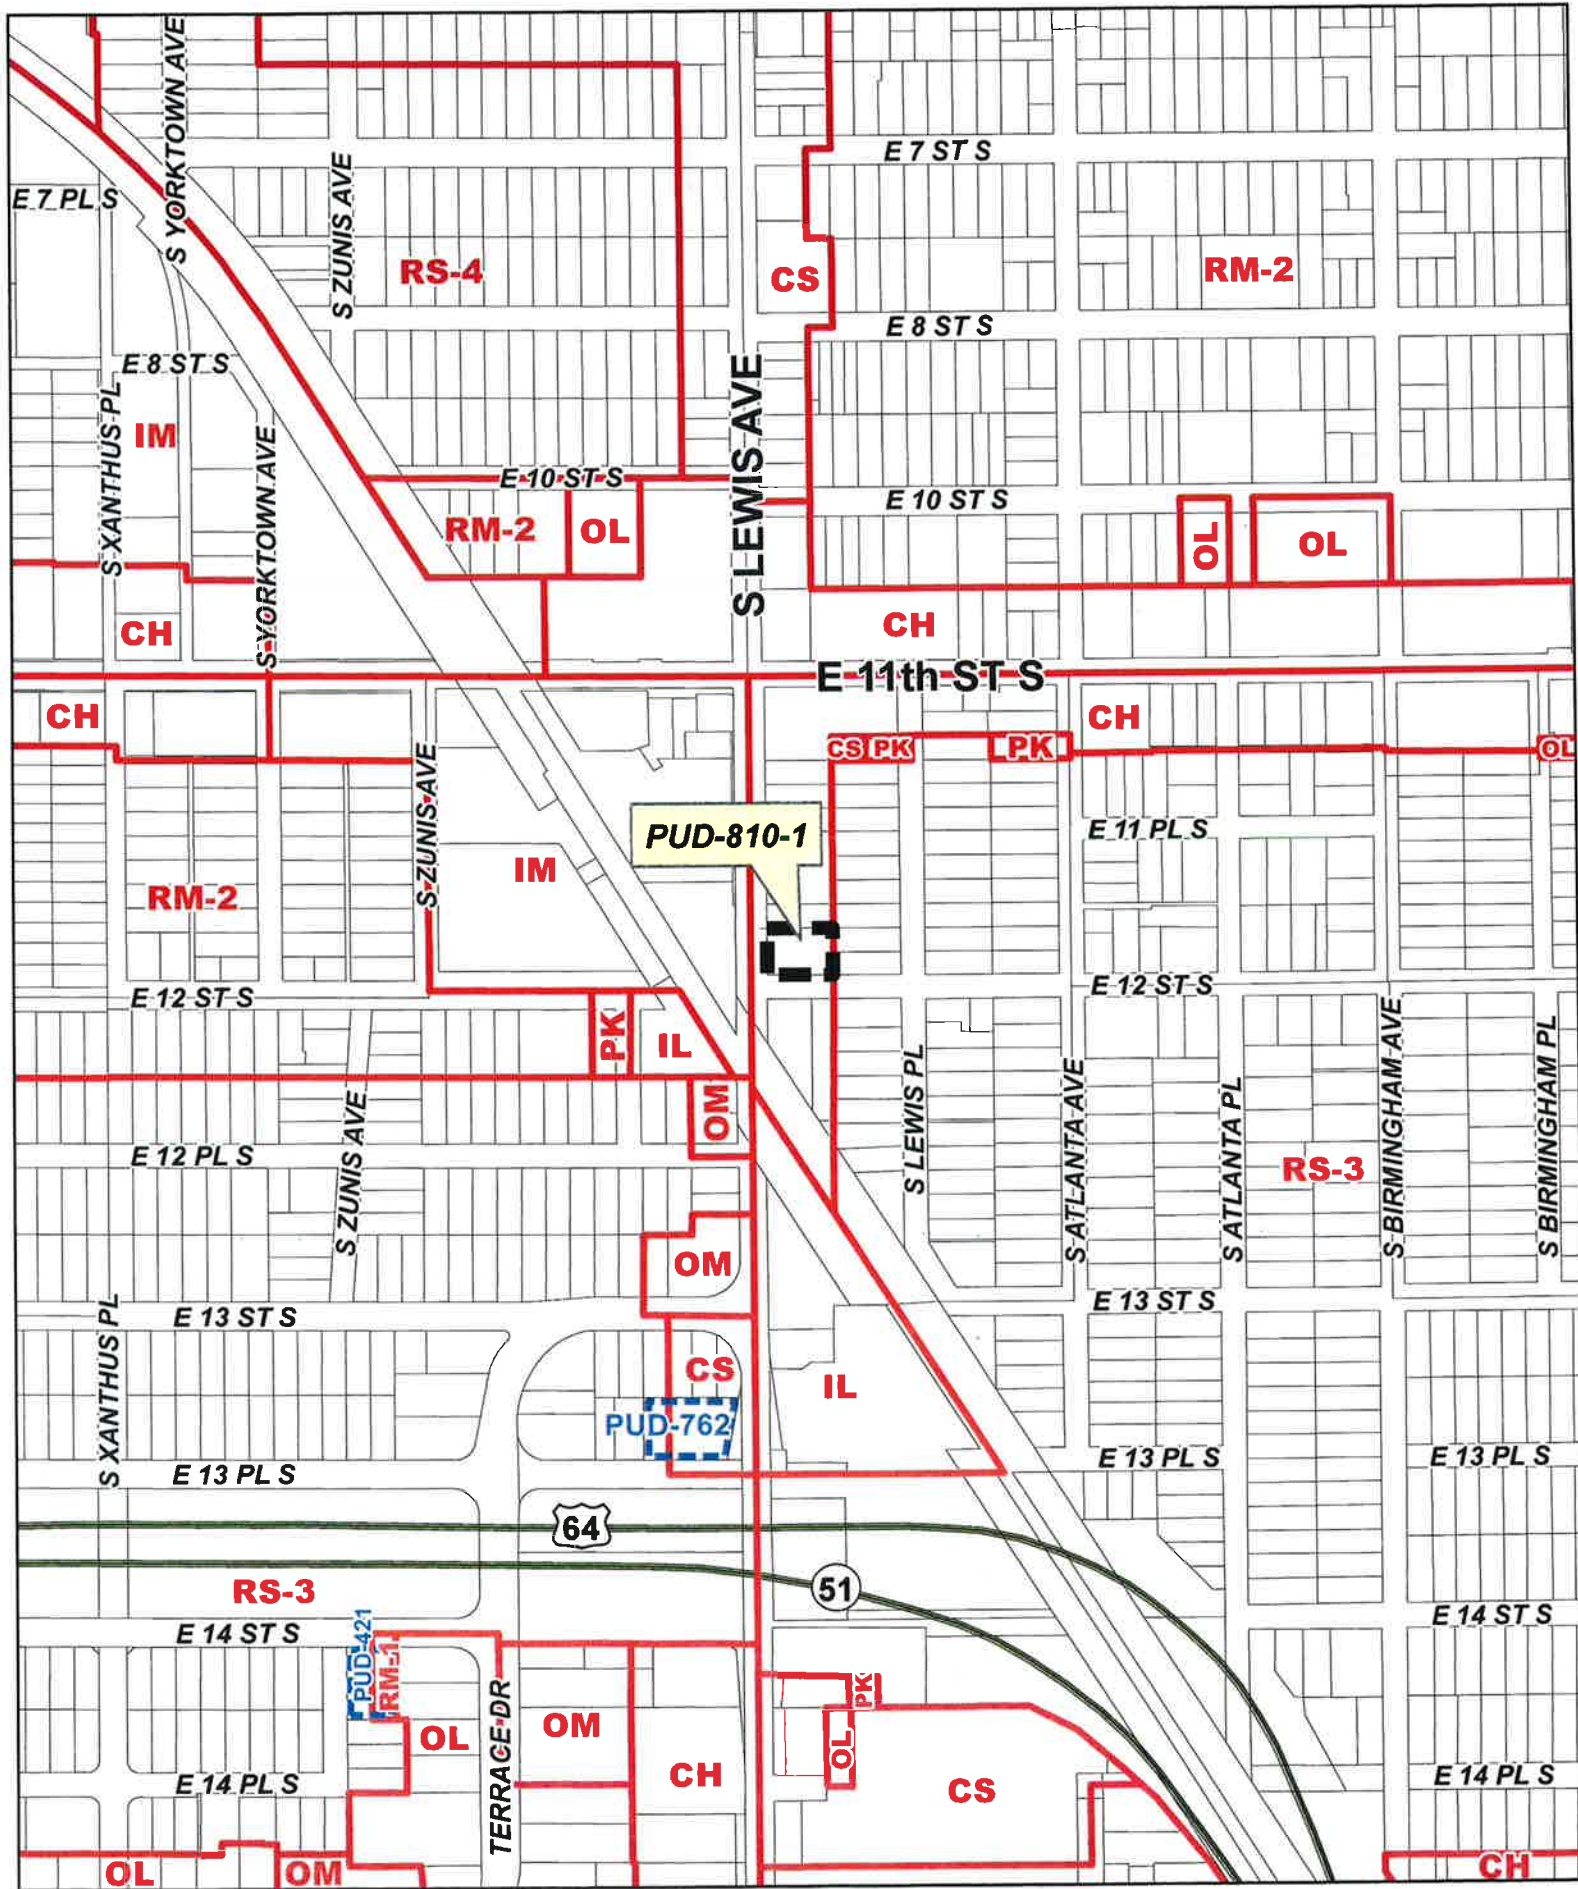 S YORKTOWN AVE
E 7 ST S
E 7 PL S
S ZUNIS AVE
RS-4
CS
RM-2
E 8 ST S
E 8 ST S
S XANTHUS PL
IM
S YORKTOWN AVE
S LEWIS AVE
E 10 ST S
E 10 ST S
RM-2
OL
OL
OL
CH
CH
E 11th ST S
CH
CH
CS
PK
PK
OL
S ZUNIS AVE
PUD-810-1
E 11 PL S
IM
RM-2
E 12 ST S
E 12 ST S
PK
IL
S LEWIS PL
S ATLANTA AVE
S ATLANTA PL
S BIRMINGHAM AVE
S BIRMINGHAM PL
OM
S ZUNIS AVE
E 12 PL S
RS-3
OM
E 13 ST S
E 13 ST S
S XANTHUS PL
CS
IL
PUD-762
E 13 PL S
E 13 PL S
E 13 PL S
64
51
RS-3
E 14 ST S
E 14 ST S
PUD-421
RM-1
PK
OL
TERRACE DR
OM
OL
CH
CS
E 14 PL S
E 14 PL S
OL
OM
CH